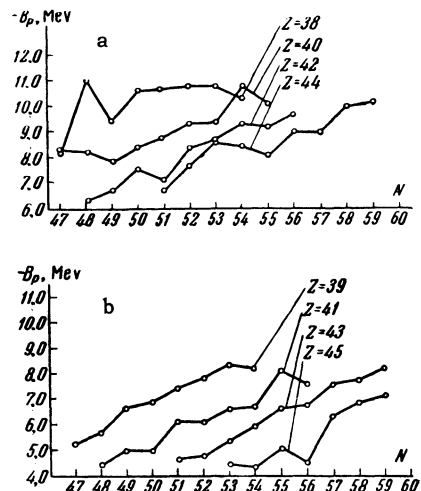 -Bp, Mev
a
Z=38
Z=40
Z=42
Z=44
12.0
11.0
10.0
9.0
8.0
7.0
6,0
N
47 48 49 50 51 52 53 54 55 56 57 58 59 60
-Bp, Mev
b
Z=39
Z=41
Z=43
Z=45
11.0
10.0
9.0
8.0
7.0
6.0
5.0
4,0
N
47 48 49 50 51 52 53 54 55 56 57 58 59 60